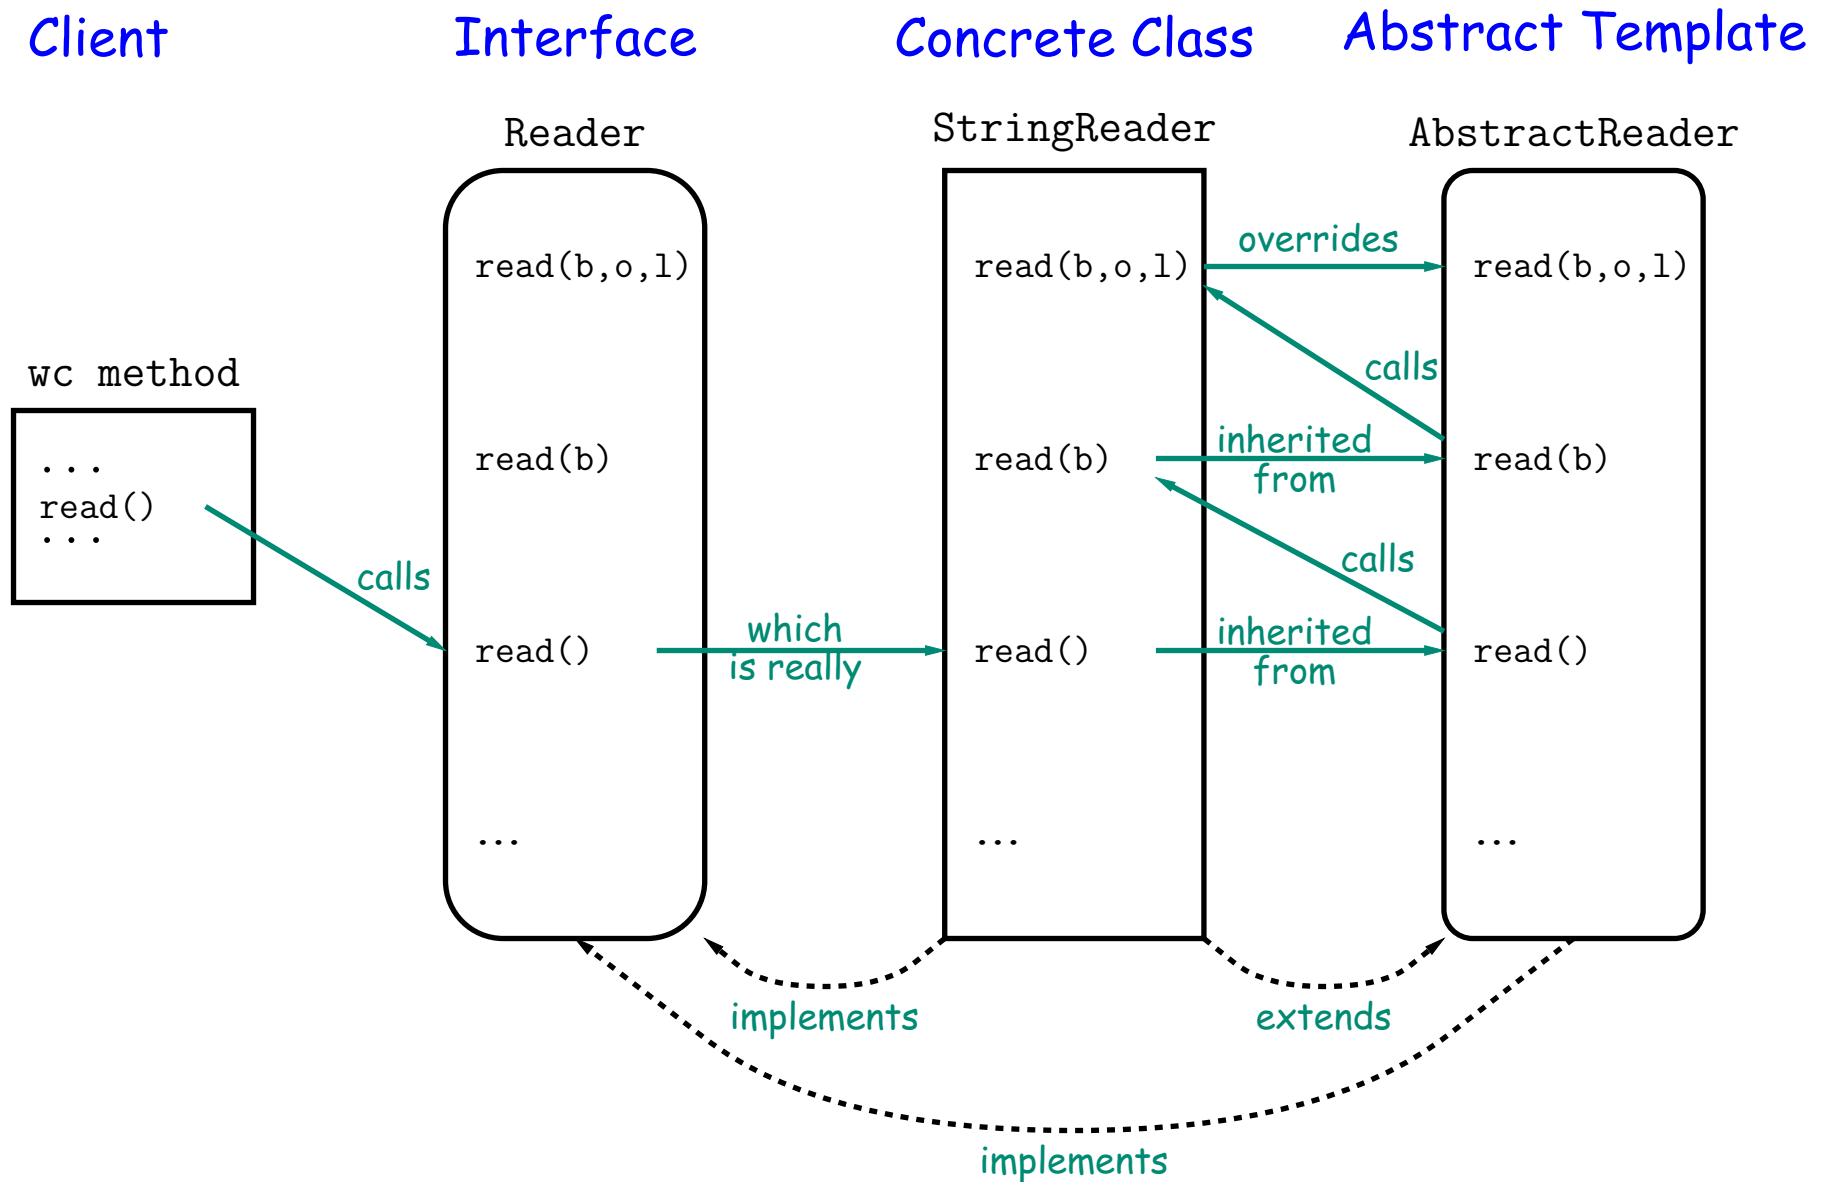 Client
Interface
Concrete Class
Abstract Template
Reader
StringReader
AbstractReader
read(b,o,l)
read(b,o,l)
overrides
read(b,o,l)
wc method
calls
...
read()
...
read(b)
read(b)
inherited
from
read(b)
calls
calls
read()
which
is really
read()
inherited
from
read()
...
...
...
implements
extends
implements